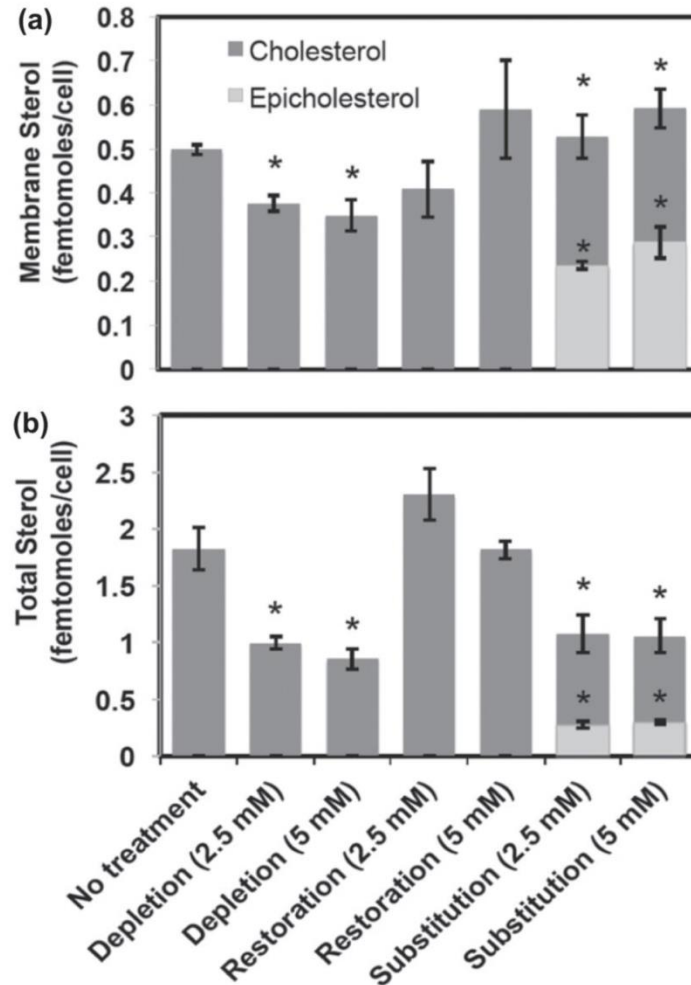 (a)
Membrane Sterol
(femtomoles/cell)
0.8
0.7
0.6
0.5
0.4
0.3
0.2
0.1
0
Cholesterol
Epicholesterol
* * * * * *
(b)
Total Sterol
(femtomoles/cell)
3
2.5
2
1.5
1
0.5
0
* * * * * *
No treatment
Depletion (2.5 mM)
Depletion (5 mM)
Restoration (2.5 mM)
Restoration (5 mM)
Substitution (2.5 mM)
Substitution (5 mM)